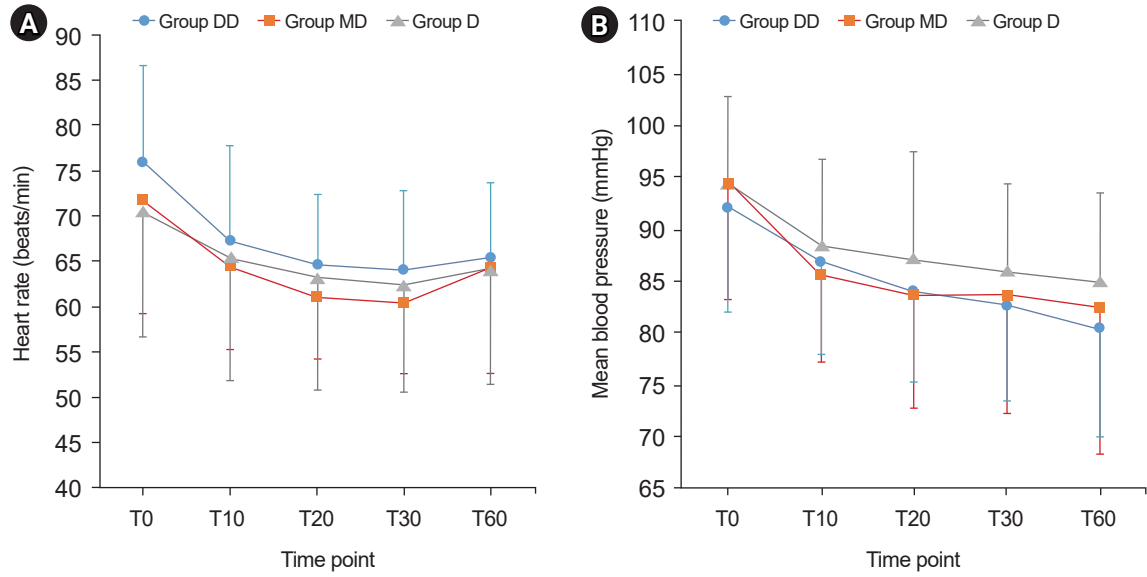 A
Group DD Group MD Group D
90
85
80
75
70
65
60
55
50
45
40
Heart rate (beats/min)
T0 T10 T20 T30 T60
Time point
B
Group DD Group MD Group D
110
105
100
95
90
85
80
75
70
65
Mean blood pressure (mmHg)
T0 T10 T20 T30 T60
Time point